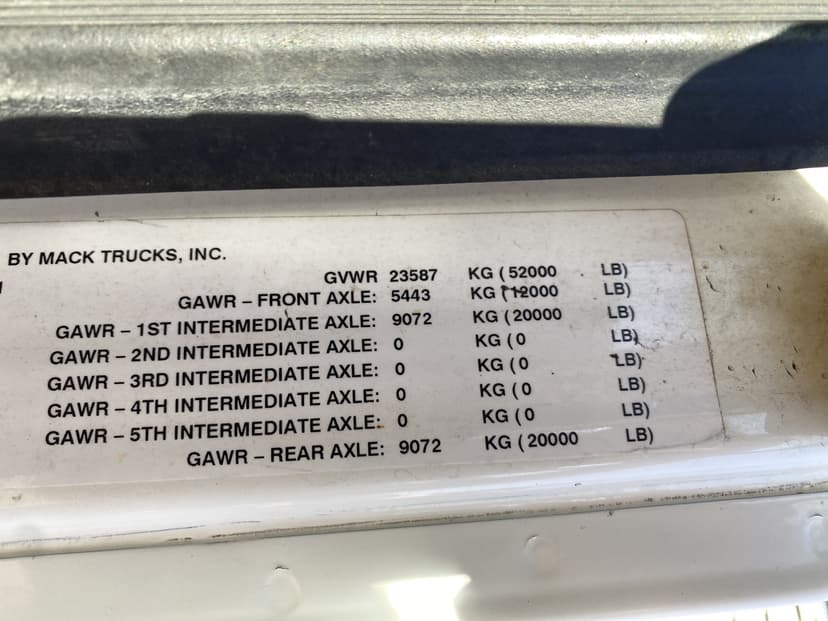 BY MACK TRUCKS, INC.
GVWR 23587 KG ( 52000 LB)
GAWR – FRONT AXLE: 5443 KG ( 12000 LB)
GAWR – 1ST INTERMEDIATE AXLE: 9072 KG ( 20000 LB)
GAWR – 2ND INTERMEDIATE AXLE: 0 KG ( 0 LB)
GAWR – 3RD INTERMEDIATE AXLE: 0 KG ( 0 LB)
GAWR – 4TH INTERMEDIATE AXLE: 0 KG ( 0 LB)
GAWR – 5TH INTERMEDIATE AXLE: 0 KG ( 0 LB)
GAWR – REAR AXLE: 9072 KG ( 20000 LB)